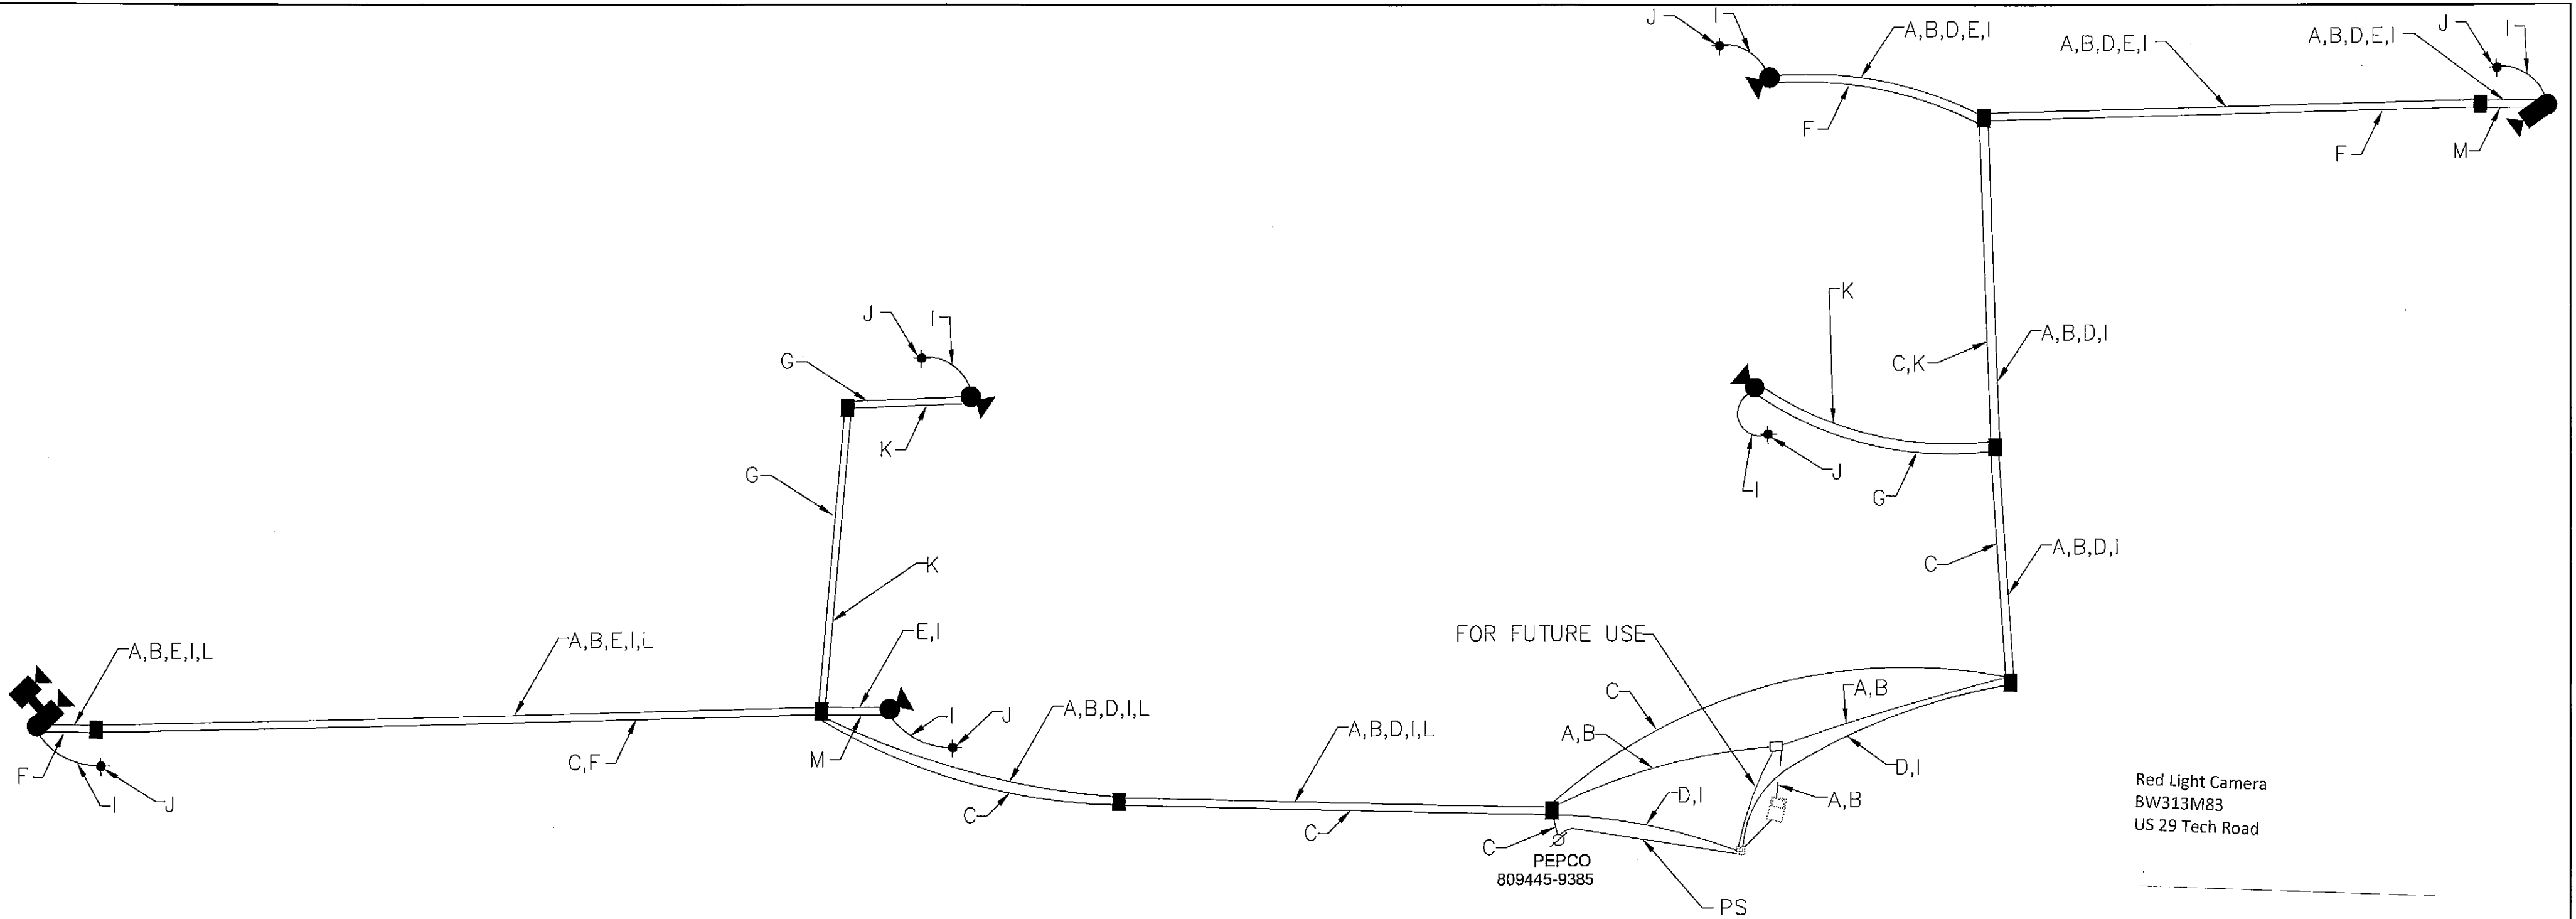 J
I
A,B,D,E,I
A,B,D,E,I
A,B,D,E,I
J
I
F
F
M
K
J
I
G
K
C,K
A,B,D,I
G
I
J
G
K
C
A,B,D,I
E,I
FOR FUTURE USE
A,B,E,I,L
A,B,E,I,L
C
A,B
A,B,D,I,L
I
J
A,B,D,I,L
A,B
M
F
C,F
I
J
C
D,I
A,B
D,I
C
C
PEPCO
809445-9385
PS
Red Light Camera
BW313M83
US 29 Tech Road